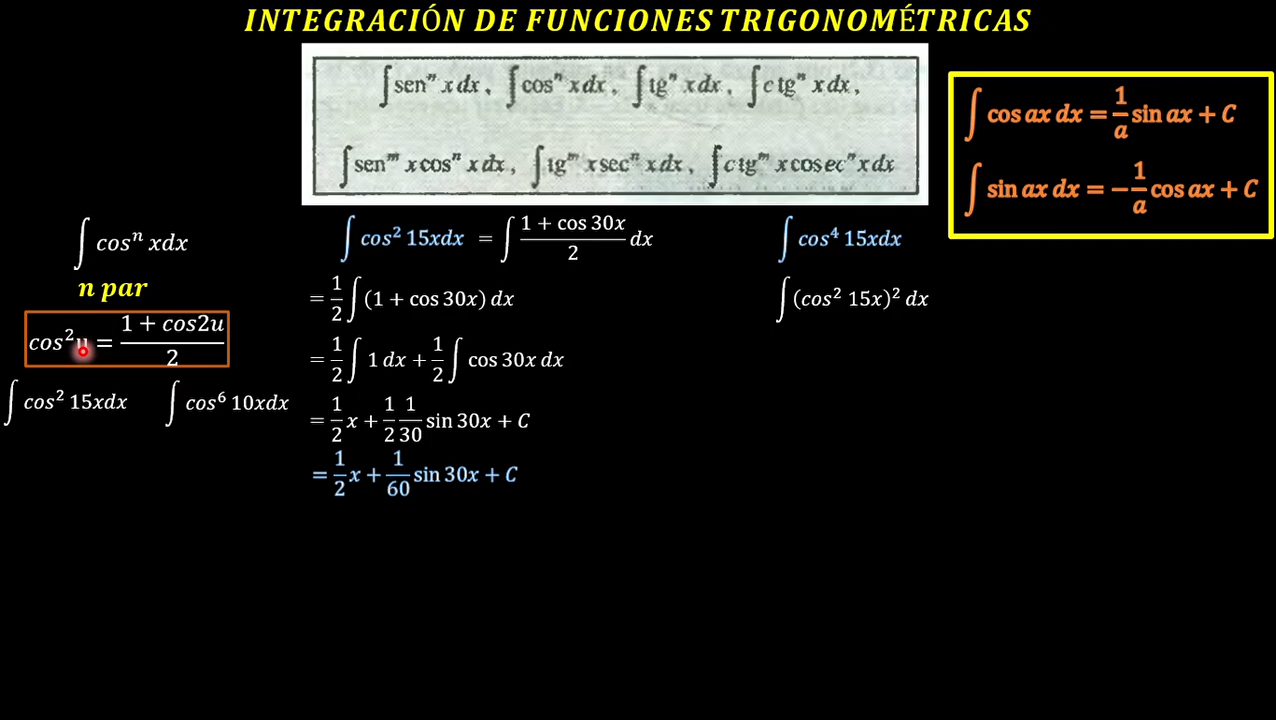 INTEGRACIÓN DE FUNCIONES TRIGONOMÉTRICAS
∫ senⁿ x dx, ∫ cosⁿ x dx, ∫ tgⁿ x dx, ∫ c tgⁿ x dx,
∫ senᵐ x cosⁿ x dx, ∫ tgᵐ x secⁿ x dx, ∫ c tgᵐ x cosecⁿ x dx
∫ cos ax dx = 1/a sin ax + C
∫ sin ax dx = −1/a cos ax + C
∫ cosⁿ xdx
n par
cos²u = (1 + cos2u)/2
∫ cos² 15xdx ∫ cos⁶ 10xdx
∫ cos² 15xdx = ∫ (1 + cos 30x)/2 dx
= 1/2 ∫ (1 + cos 30x) dx
= 1/2 ∫ 1 dx + 1/2 ∫ cos 30x dx
= 1/2 x + 1/2 1/30 sin 30x + C
= 1/2 x + 1/60 sin 30x + C
∫ cos⁴ 15xdx
∫ (cos² 15x)² dx